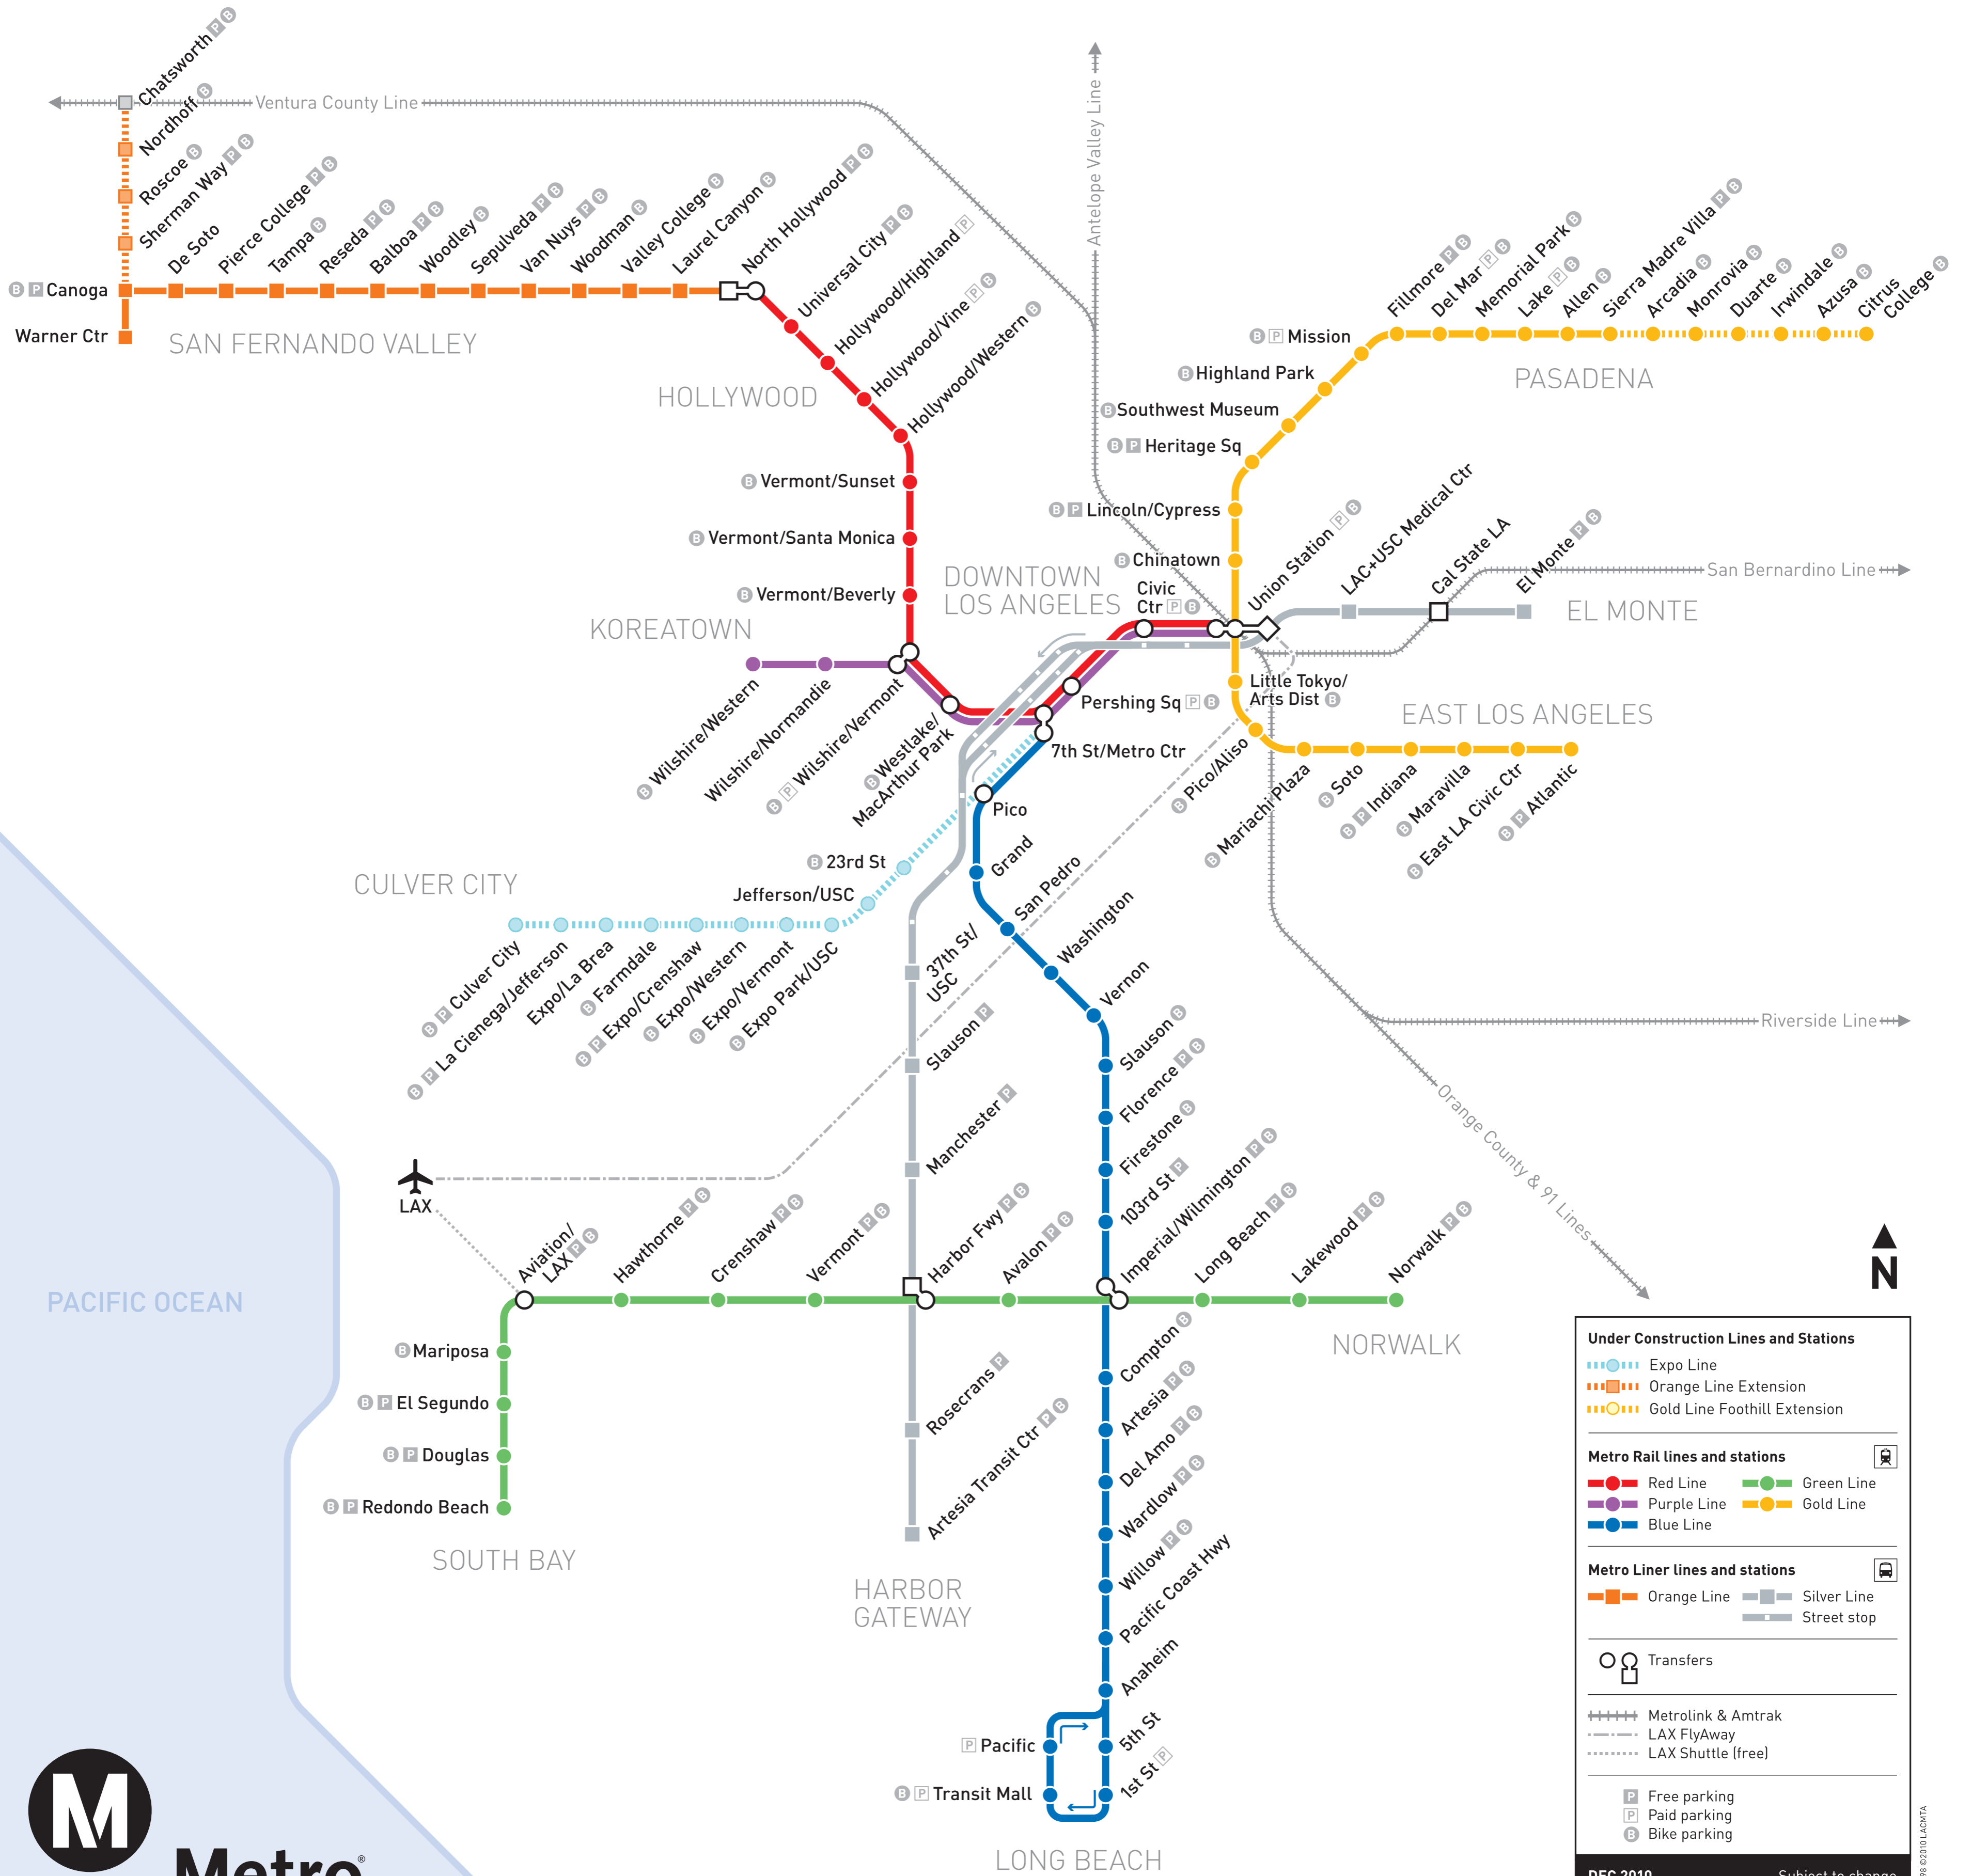 Chatsworth P B
Nordhoff B
Roscoe B
Sherman Way P B
B P Canoga
Warner Ctr
De Soto
Pierce College P B
Tampa B
Reseda P B
Balboa P B
Woodley B
Sepulveda P B
Van Nuys P B
Woodman B
Valley College B
Laurel Canyon B
North Hollywood P B
Ventura County Line
Antelope Valley Line
SAN FERNANDO VALLEY
Universal City P B
Hollywood/Highland P
Hollywood/Vine P B
Hollywood/Western B
HOLLYWOOD
B Vermont/Sunset
B Vermont/Santa Monica
B Vermont/Beverly
KOREATOWN
B Wilshire/Western
Wilshire/Normandie
B P Wilshire/Vermont
B Westlake/
MacArthur Park
DOWNTOWN
LOS ANGELES
Civic
Ctr P B
Pershing Sq P B
7th St/Metro Ctr
Union Station P B
Fillmore P B
Del Mar P B
Memorial Park B
Lake P B
Allen B
Sierra Madre Villa P B
Arcadia B
Monrovia B
Duarte B
Irwindale B
Azusa B
Citrus
College B
PASADENA
B P Mission
B Highland Park
B Southwest Museum
B P Heritage Sq
B P Lincoln/Cypress
B Chinatown
LAC+USC Medical Ctr
Cal State LA
El Monte P B
San Bernardino Line
EL MONTE
Little Tokyo/
Arts Dist B
EAST LOS ANGELES
B Pico/Aliso
B Mariachi Plaza
B Soto
B P Indiana
B Maravilla
B East LA Civic Ctr
B P Atlantic
Pico
Grand
San Pedro
Washington
Vernon
Slauson B
Florence P B
Firestone B
103rd St P
Imperial/Wilmington P B
CULVER CITY
B 23rd St
Jefferson/USC
B P Culver City
B P La Cienega/Jefferson
Expo/La Brea
B Farmdale
B P Expo/Crenshaw
B Expo/Western
B Expo/Vermont
B Expo Park/USC
37th St/
USC
Slauson P
Manchester P
Harbor Fwy P B
Rosecrans P
Artesia Transit Ctr P B
HARBOR
GATEWAY
Riverside Line
Orange County & 91 Lines
LAX
Aviation/
LAX P B
Hawthorne P B
Crenshaw P B
Vermont P B
Avalon P B
Long Beach P B
Lakewood P B
Norwalk P B
NORWALK
B Mariposa
B P El Segundo
B P Douglas
B P Redondo Beach
SOUTH BAY
PACIFIC OCEAN
Compton B
Artesia P B
Del Amo P B
Wardlow P B
Willow P B
Pacific Coast Hwy
Anaheim
5th St
1st St P
P Pacific
B P Transit Mall
LONG BEACH
N
Under Construction Lines and Stations
Expo Line
Orange Line Extension
Gold Line Foothill Extension
Metro Rail lines and stations
Red Line
Green Line
Purple Line
Gold Line
Blue Line
Metro Liner lines and stations
Orange Line
Silver Line
Street stop
Transfers
Metrolink & Amtrak
LAX FlyAway
LAX Shuttle (free)
P Free parking
P Paid parking
B Bike parking
DEC 2010
Subject to change
98 ©2010 LACMTA
M
Metro®